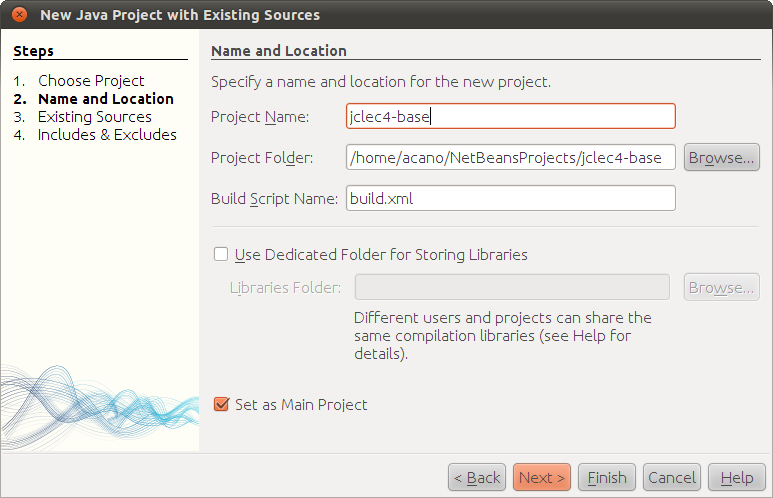 New Java Project with Existing Sources
Steps
1. Choose Project
2. Name and Location
3. Existing Sources
4. Includes & Excludes
Name and Location
Specify a name and location for the new project.
Project Name: jclec4-base
Project Folder: /home/acano/NetBeansProjects/jclec4-base Browse...
Build Script Name: build.xml
Use Dedicated Folder for Storing Libraries
Libraries Folder: Browse...
Different users and projects can share the
same compilation libraries (see Help for
details).
Set as Main Project
< Back Next > Finish Cancel Help